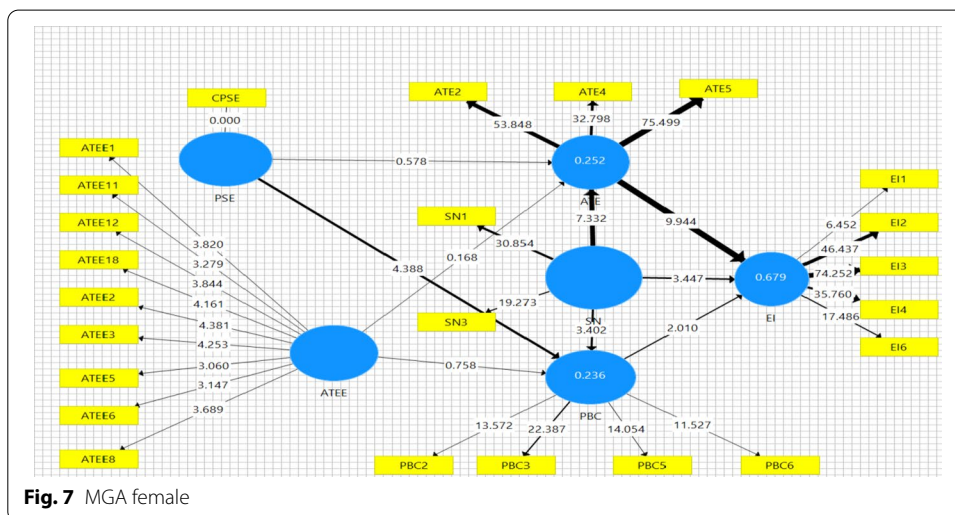 ATE2
ATE4
ATE5
CPSE
0.000
53.848
32.798
75.499
ATEE1
PSE
0.578
0.252
ATE
EI1
ATEE11
SN1
7.332
9.944
6.452
EI2
ATEE12
3.820
30.854
46.437
3.279
4.388
0.168
ATEE18
3.844
3.447
0.679
74.252
EI3
4.161
19.273
35.760
ATEE2
4.381
SN3
SN
EI
17.486
EI4
4.253
3.402
2.010
ATEE3
3.060
ATEE
0.758
0.236
EI6
ATEE5
3.147
PBC
ATEE6
3.689
13.572
22.387
14.054
11.527
ATEE8
PBC2
PBC3
PBC5
PBC6
Fig. 7 MGA female